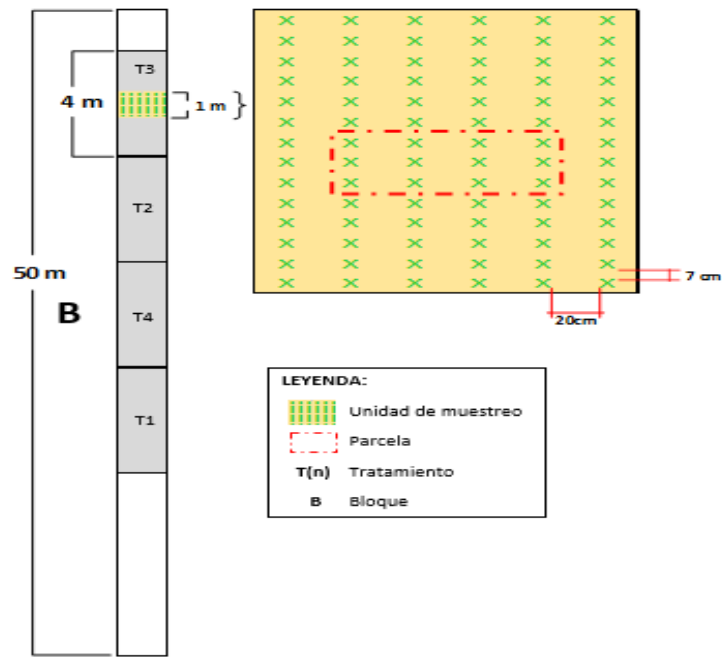 T3
4 m
1 m
T2
50 m
B
T4
T1
7 cm
20cm
LEYENDA:
Unidad de muestreo
Parcela
T(n) Tratamiento
B Bloque